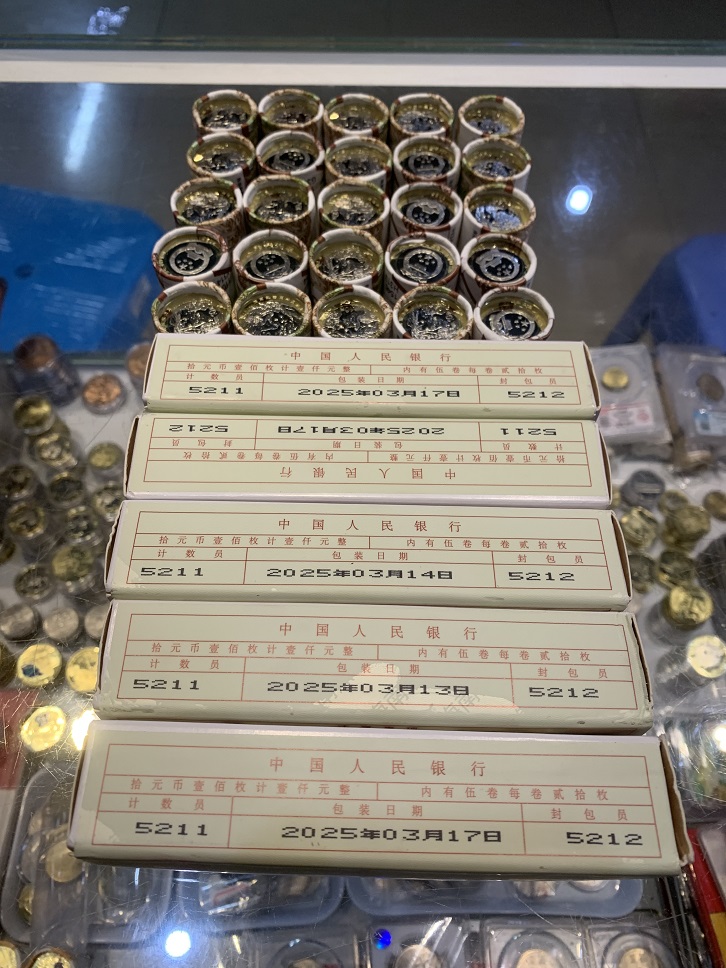 中国人民银行
拾元币壹佰枚计壹仟元整 内有伍卷每卷贰拾枚
计数员 包装日期 封包员
5211 2025年03月17日 5212
中国人民银行
拾元币壹佰枚计壹仟元整 内有伍卷每卷贰拾枚
计数员 包装日期 封包员
5211 2025年03月17日 5212
中国人民银行
拾元币壹佰枚计壹仟元整 内有伍卷每卷贰拾枚
计数员 包装日期 封包员
5211 2025年03月14日 5212
中国人民银行
拾元币壹佰枚计壹仟元整 内有伍卷每卷贰拾枚
计数员 包装日期 封包员
5211 2025年03月13日 5212
中国人民银行
拾元币壹佰枚计壹仟元整 内有伍卷每卷贰拾枚
计数员 包装日期 封包员
5211 2025年03月17日 5212